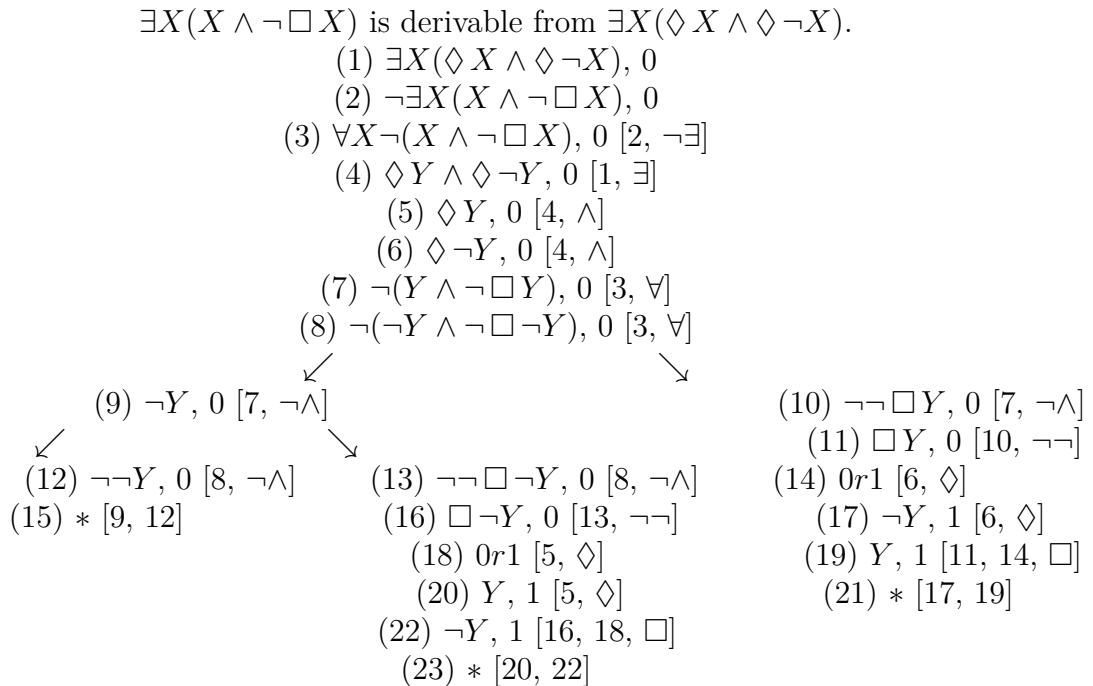 ∃X(X ∧ ¬ □ X) is derivable from ∃X(◇ X ∧ ◇ ¬X).
(1) ∃X(◇ X ∧ ◇ ¬X), 0
(2) ¬∃X(X ∧ ¬ □ X), 0
(3) ∀X¬(X ∧ ¬ □ X), 0 [2, ¬∃]
(4) ◇ Y ∧ ◇ ¬Y, 0 [1, ∃]
(5) ◇ Y, 0 [4, ∧]
(6) ◇ ¬Y, 0 [4, ∧]
(7) ¬(Y ∧ ¬ □ Y), 0 [3, ∀]
(8) ¬(¬Y ∧ ¬ □ ¬Y), 0 [3, ∀]
(9) ¬Y, 0 [7, ¬∧] (10) ¬¬ □ Y, 0 [7, ¬∧]
(11) □ Y, 0 [10, ¬¬]
(12) ¬¬Y, 0 [8, ¬∧] (13) ¬¬ □ ¬Y, 0 [8, ¬∧] (14) 0r1 [6, ◇]
(15) ∗ [9, 12] (16) □ ¬Y, 0 [13, ¬¬] (17) ¬Y, 1 [6, ◇]
(18) 0r1 [5, ◇] (19) Y, 1 [11, 14, □]
(20) Y, 1 [5, ◇] (21) ∗ [17, 19]
(22) ¬Y, 1 [16, 18, □]
(23) ∗ [20, 22]